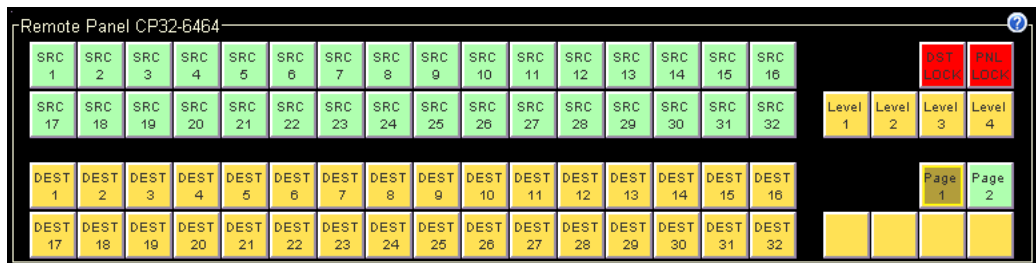 Remote Panel CP32-6464
?
SRC 1 SRC 2 SRC 3 SRC 4 SRC 5 SRC 6 SRC 7 SRC 8 SRC 9 SRC 10 SRC 11 SRC 12 SRC 13 SRC 14 SRC 15 SRC 16 DST LOCK PNL LOCK
SRC 17 SRC 18 SRC 19 SRC 20 SRC 21 SRC 22 SRC 23 SRC 24 SRC 25 SRC 26 SRC 27 SRC 28 SRC 29 SRC 30 SRC 31 SRC 32 Level 1 Level 2 Level 3 Level 4
DEST 1 DEST 2 DEST 3 DEST 4 DEST 5 DEST 6 DEST 7 DEST 8 DEST 9 DEST 10 DEST 11 DEST 12 DEST 13 DEST 14 DEST 15 DEST 16 Page 1 Page 2
DEST 17 DEST 18 DEST 19 DEST 20 DEST 21 DEST 22 DEST 23 DEST 24 DEST 25 DEST 26 DEST 27 DEST 28 DEST 29 DEST 30 DEST 31 DEST 32